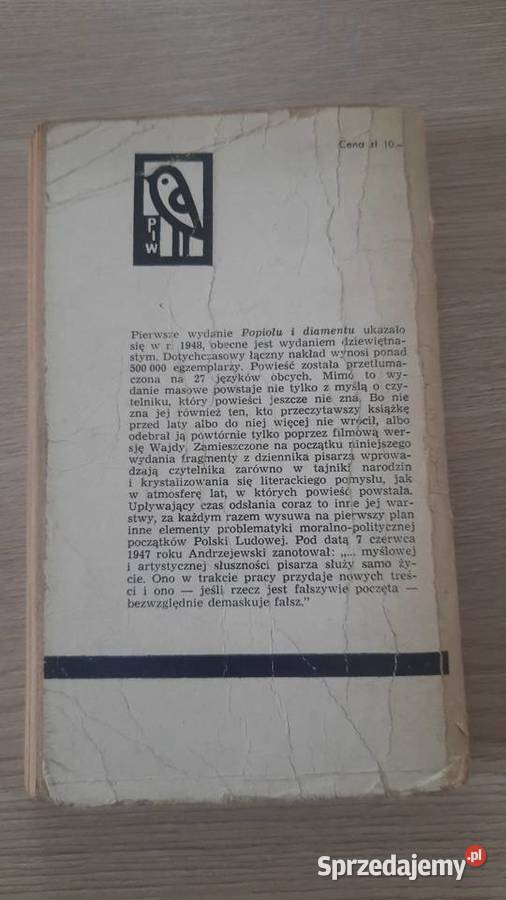 Cena zł 10.–
PIW
Pierwsze wydanie Popiołu i diamentu ukazało
się w r. 1948, obecne jest wydaniem dziewiętna-
stym. Dotychczasowy łączny nakład wynosi ponad
500 000 egzemplarzy. Powieść została przetłuma-
czona na 27 języków obcych. Mimo to wy-
danie masowe powstaje nie tylko z myślą o czy-
telniku, który powieści jeszcze nie zna. Bo nie
zna jej również ten, kto przeczytawszy książkę
przed laty albo do niej więcej nie wrócił, albo
odebrał ją powtórnie tylko poprzez filmową wer-
sję Wajdy. Zamieszczone na początku niniejszego
wydania fragmenty z dziennika pisarza wprowa-
dzają czytelnika zarówno w tajniki narodzin
i krystalizowania się literackiego pomysłu, jak
w atmosferę lat, w których powieść powstała.
Upływający czas odsłania coraz to inne jej war-
stwy, za każdym razem wysuwa na pierwszy plan
inne elementy problematyki moralno-politycznej
początków Polski Ludowej. Pod datą 7 czerwca
1947 roku Andrzejewski zanotował: „... myślowej
i artystycznej słuszności pisarza służy samo ży-
cie. Ono w trakcie pracy przydaje nowych treś-
ci i ono — jeśli rzecz jest fałszywie poczęta —
bezwzględnie demaskuje fałsz.”
Sprzedajemy.pl